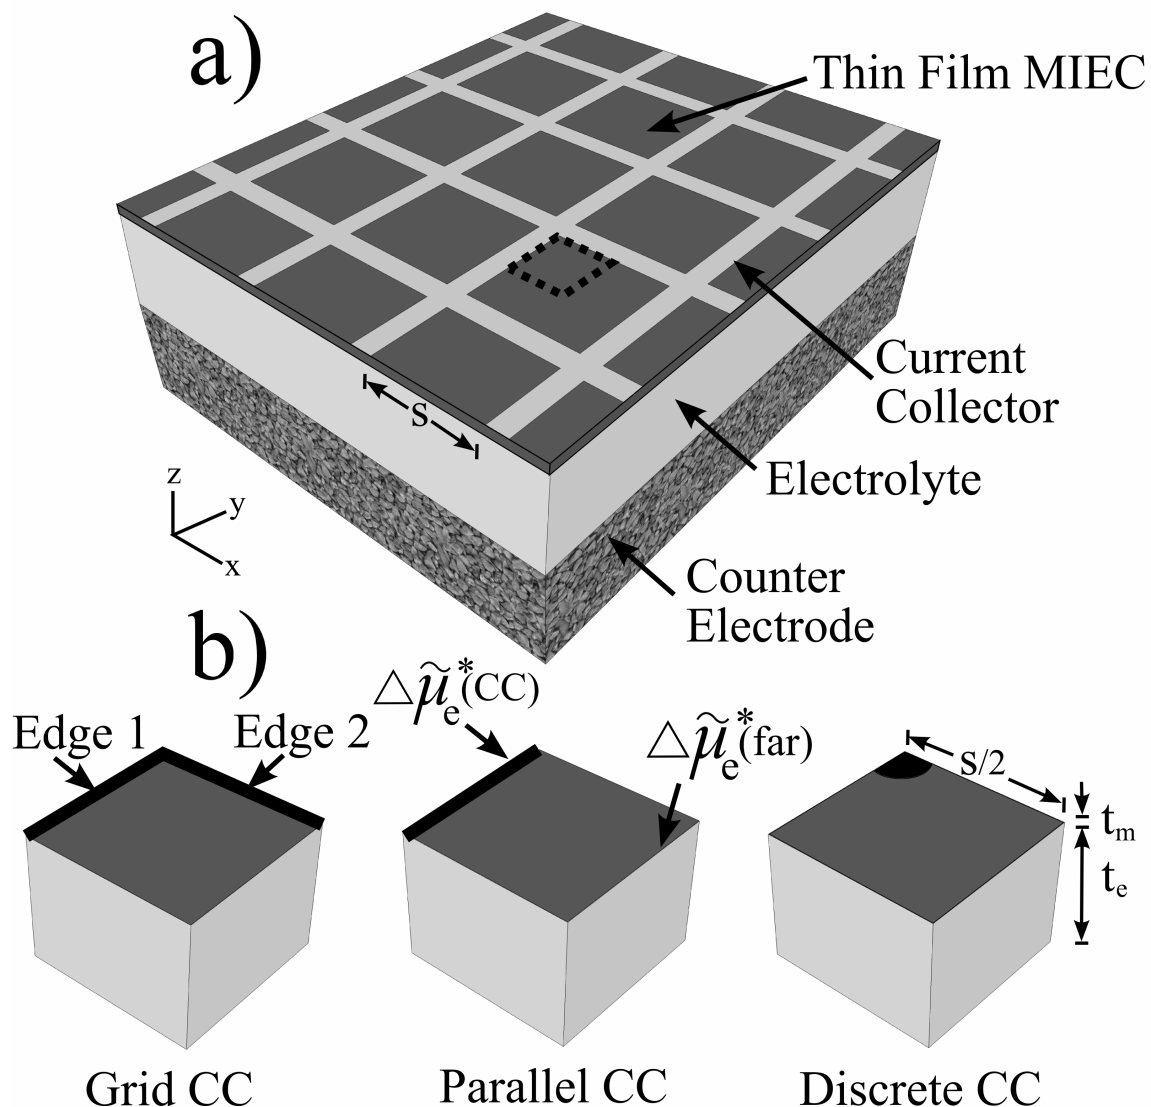 a)
Thin Film MIEC
S
Current
Collector
Electrolyte
z
y
x
Counter
Electrode
b)
Edge 1
Edge 2
△μ̃ₑ*(CC)
△μ̃ₑ*(far)
S/2
tₘ
tₑ
Grid CC
Parallel CC
Discrete CC